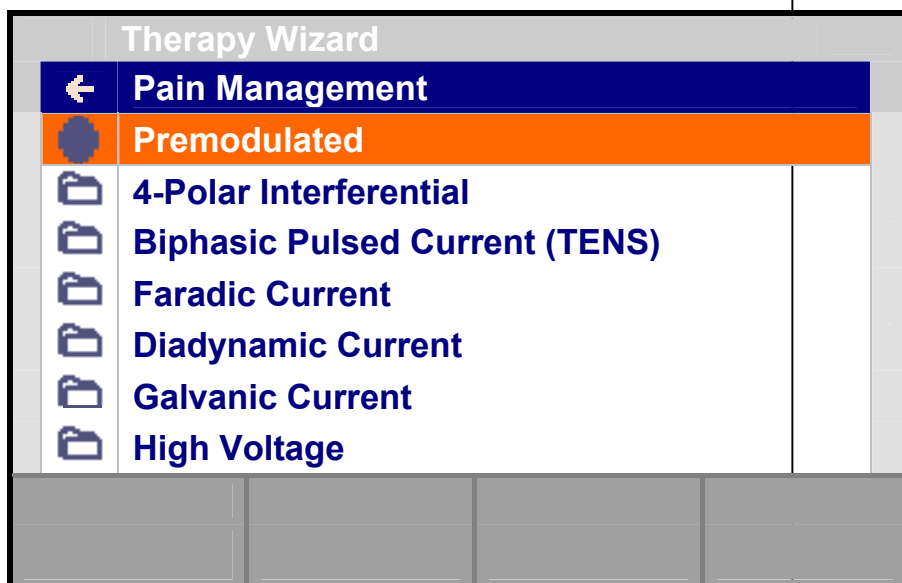 Therapy Wizard
Pain Management
Premodulated
4-Polar Interferential
Biphasic Pulsed Current (TENS)
Faradic Current
Diadynamic Current
Galvanic Current
High Voltage